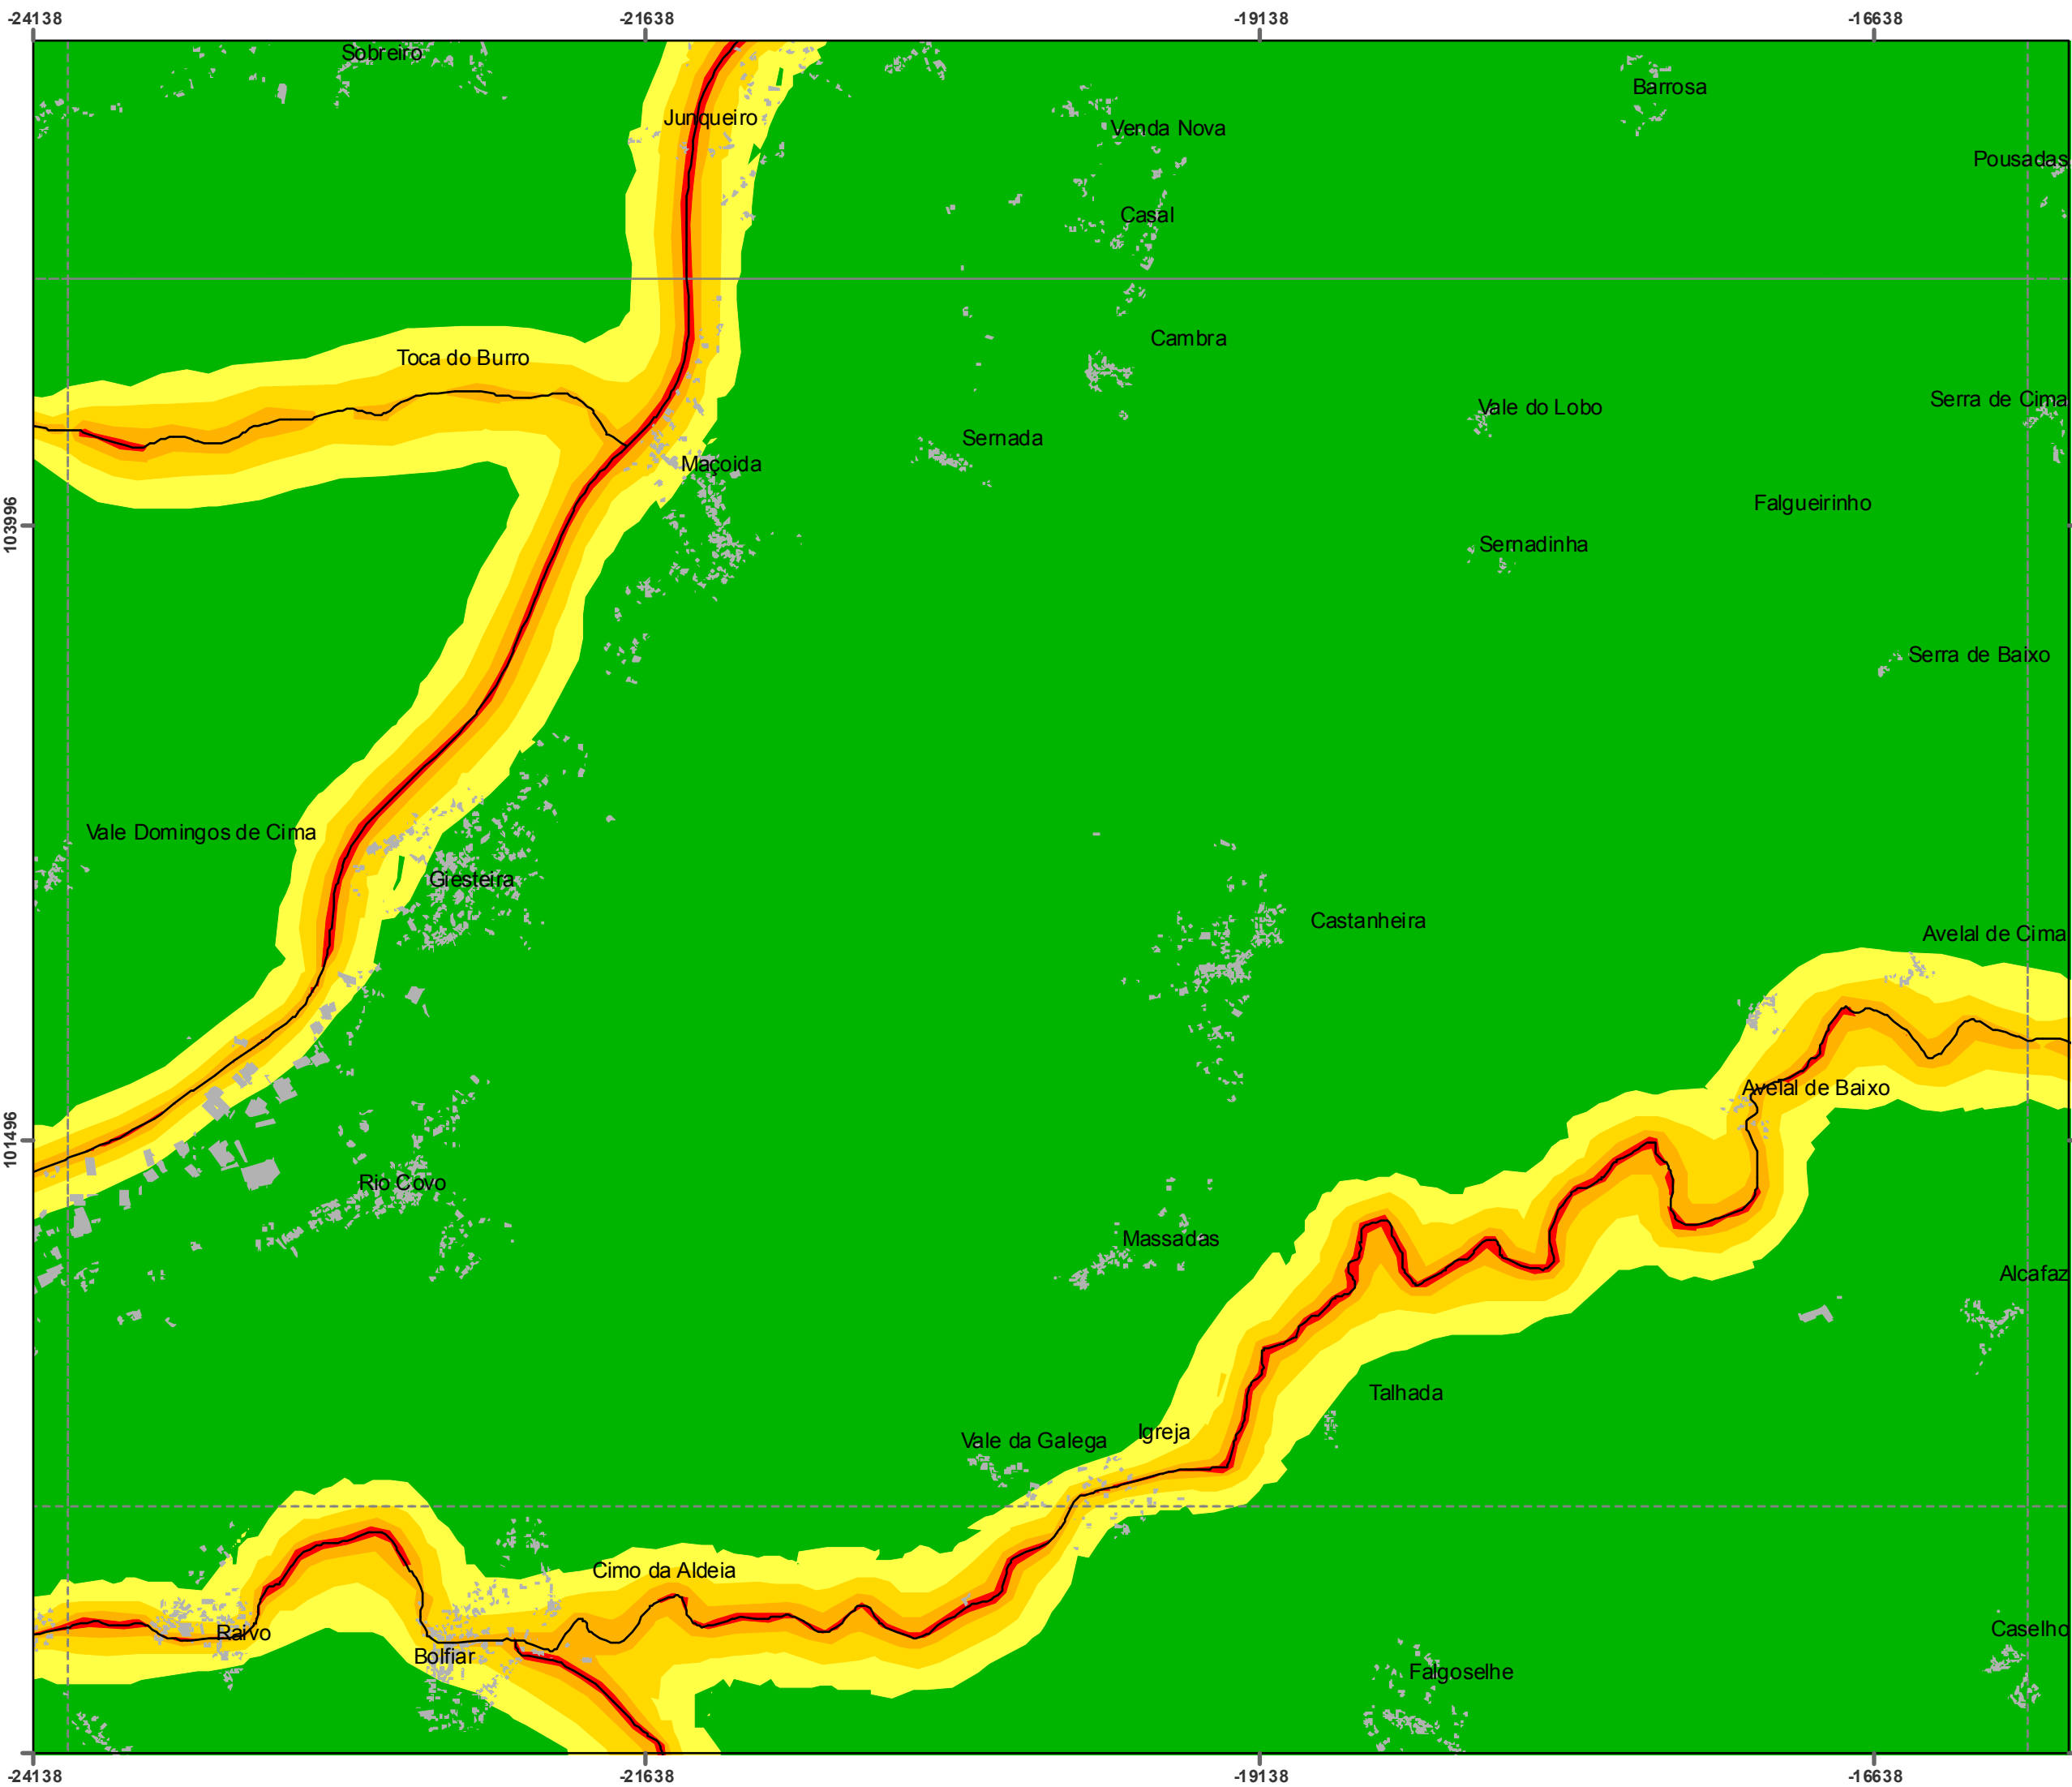 -24138 -21638 -19138 -16638
Sobreiro
Barrosa
Junqueiro
Venda Nova
Pousadas
Casal
Cambra
Toca do Burro
Serra de Cima
Vale do Lobo
Sernada
Maçoida
Falgueirinho
103996
Sernadinha
Serra de Baixo
Vale Domingos de Cima
Giesteira
Castanheira
Avelal de Cima
Avelal de Baixo
101496
Rio Covo
Massadas
Alcafaz
Talhada
Igreja
Vale da Galega
Cimo da Aldeia
Caselho
Raivo
Bolfiar
Falgoselhe
-24138 -21638 -19138 -16638